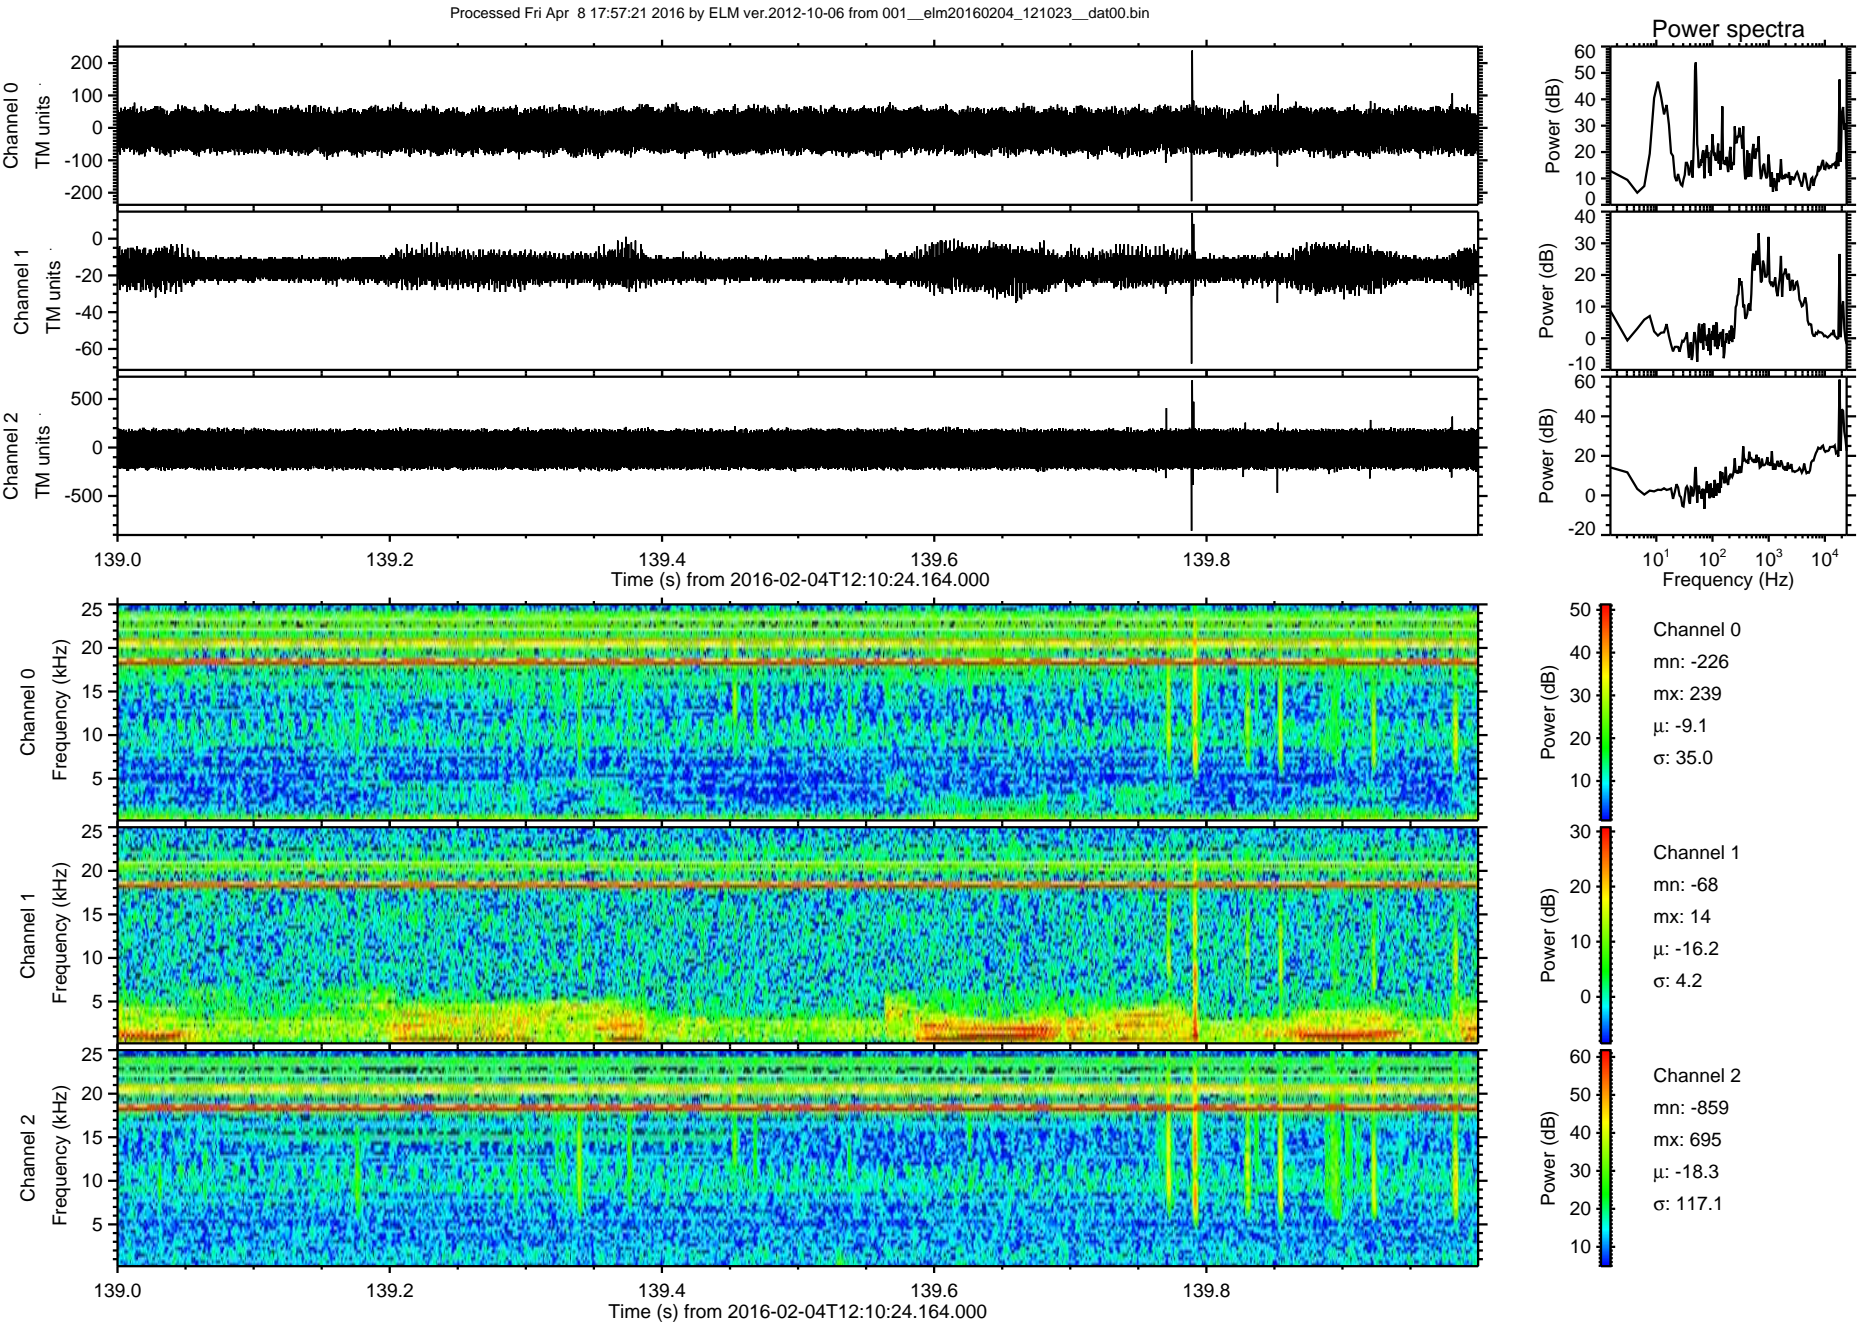 Processed Fri Apr  8 17:57:21 2016 by ELM ver.2012-10-06 from 001__elm20160204_121023__dat00.bin
Power spectra
Channel 0
TM units
200
100
0
-100
-200
Power (dB)
60
50
40
30
20
10
0
Channel 1
TM units
0
-20
-40
-60
Power (dB)
40
30
20
10
0
-10
Channel 2
TM units
500
0
-500
Power (dB)
60
40
20
0
-20
139.0 139.2 139.4 139.6 139.8
Time (s) from 2016-02-04T12:10:24.164.000
10¹ 10² 10³ 10⁴
Frequency (Hz)
Channel 0
Frequency (kHz)
25
20
15
10
5
Power (dB)
50
40
30
20
10
Channel 0
mn: -226
mx: 239
μ: -9.1
σ: 35.0
Channel 1
Frequency (kHz)
25
20
15
10
5
Power (dB)
30
20
10
0
Channel 1
mn: -68
mx: 14
μ: -16.2
σ: 4.2
Channel 2
Frequency (kHz)
25
20
15
10
5
Power (dB)
60
50
40
30
20
10
Channel 2
mn: -859
mx: 695
μ: -18.3
σ: 117.1
139.0 139.2 139.4 139.6 139.8
Time (s) from 2016-02-04T12:10:24.164.000